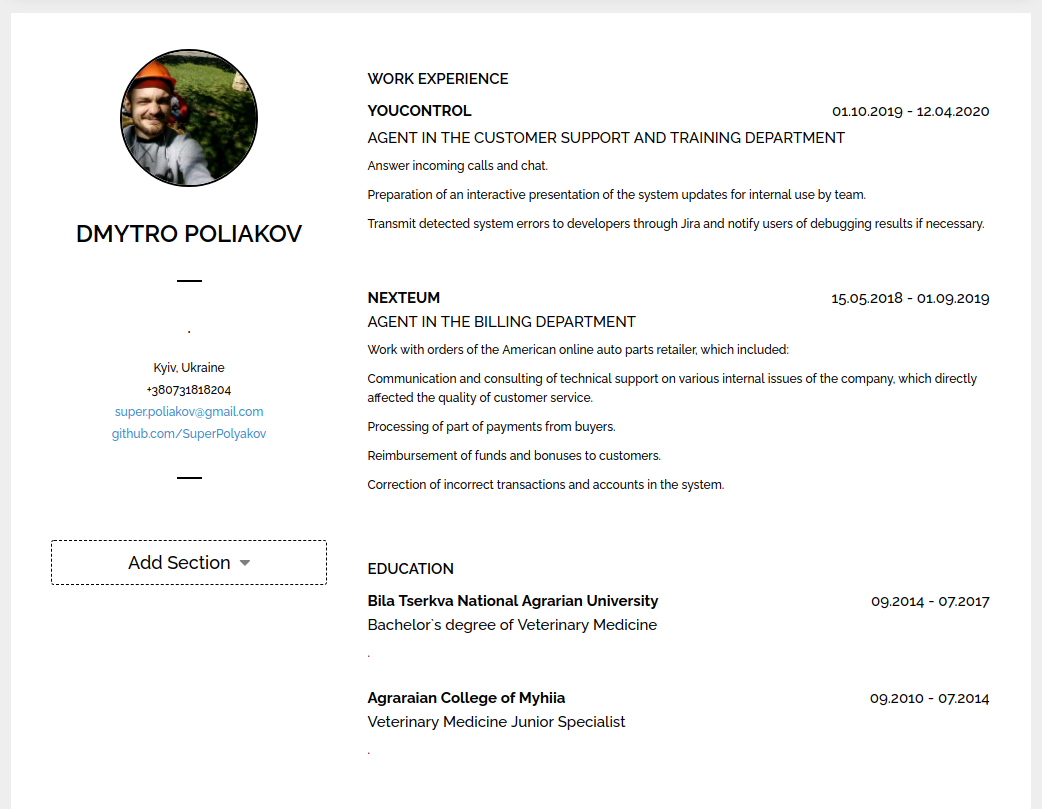 DMYTRO POLIAKOV
.
Kyiv, Ukraine
+380731818204
super.poliakov@gmail.com
github.com/SuperPolyakov
Add Section
WORK EXPERIENCE
YOUCONTROL 01.10.2019 - 12.04.2020
AGENT IN THE CUSTOMER SUPPORT AND TRAINING DEPARTMENT
Answer incoming calls and chat.
Preparation of an interactive presentation of the system updates for internal use by team.
Transmit detected system errors to developers through Jira and notify users of debugging results if necessary.
NEXTEUM 15.05.2018 - 01.09.2019
AGENT IN THE BILLING DEPARTMENT
Work with orders of the American online auto parts retailer, which included:
Communication and consulting of technical support on various internal issues of the company, which directly
affected the quality of customer service.
Processing of part of payments from buyers.
Reimbursement of funds and bonuses to customers.
Correction of incorrect transactions and accounts in the system.
EDUCATION
Bila Tserkva National Agrarian University 09.2014 - 07.2017
Bachelor`s degree of Veterinary Medicine
.
Agraraian College of Myhiia 09.2010 - 07.2014
Veterinary Medicine Junior Specialist
.